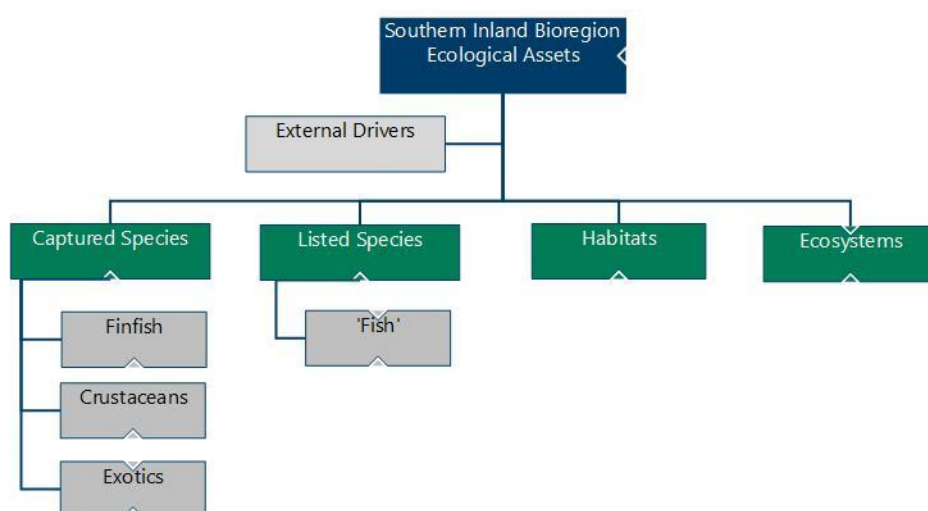 Southern Inland Bioregion
Ecological Assets
External Drivers
Captured Species
Listed Species
Habitats
Ecosystems
Finfish
'Fish'
Crustaceans
Exotics